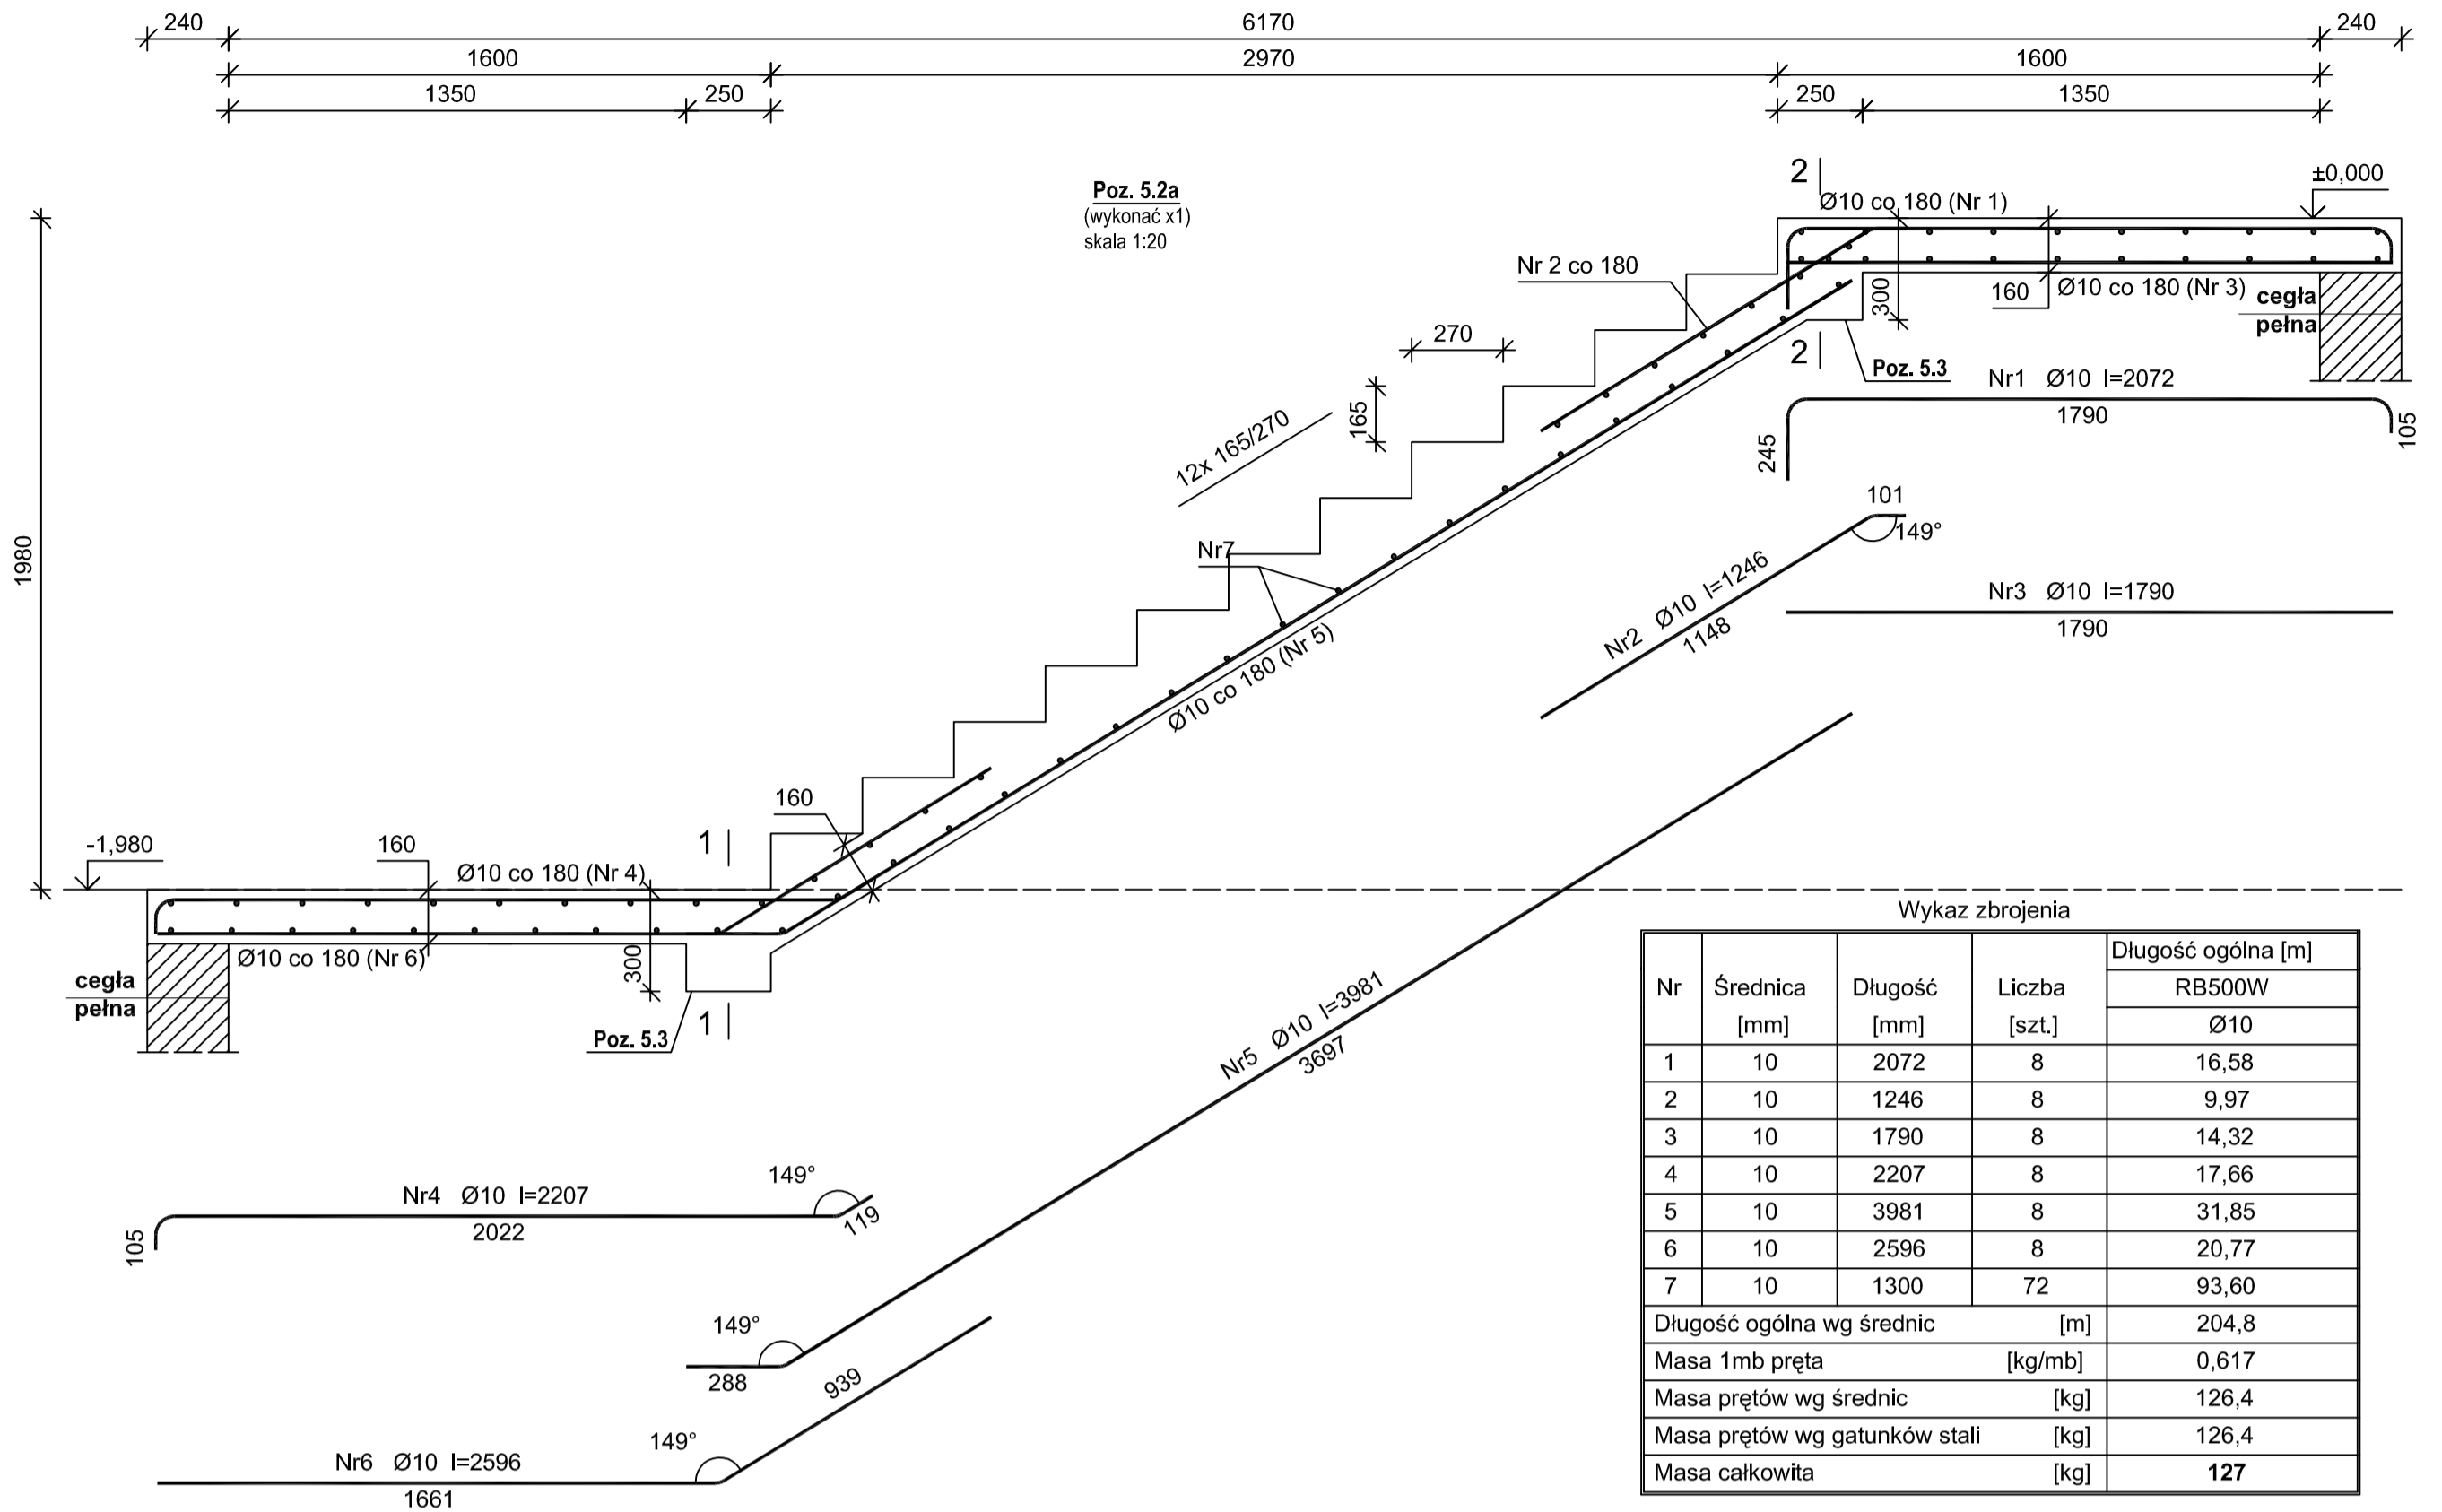 240 6170 240
1600 2970 1600
1350 250 250 1350
Poz. 5.2a
(wykonać x1)
skala 1:20
2
±0,000
Ø10 co 180 (Nr 1)
Nr 2 co 180
300
160
Ø10 co 180 (Nr 3)
cegła
pełna
2
Poz. 5.3
270
165
12x 165/270
Nr1 Ø10 l=2072
1790
245
105
101
149°
Nr2 Ø10 l=1246
1148
Nr3 Ø10 l=1790
1790
1980
Nr7
Ø10 co 180 (Nr 5)
160
-1,980
160
Ø10 co 180 (Nr 4)
1
Ø10 co 180 (Nr 6)
300
cegła
pełna
1
Poz. 5.3
Nr5 Ø10 l=3981
3697
149°
288
Nr4 Ø10 l=2207
2022
105
149°
119
Nr6 Ø10 l=2596
1661
149°
939
Wykaz zbrojenia
Nr Średnica Długość Liczba Długość ogólna [m]
RB500W
[mm] [mm] [szt.] Ø10
1 10 2072 8 16,58
2 10 1246 8 9,97
3 10 1790 8 14,32
4 10 2207 8 17,66
5 10 3981 8 31,85
6 10 2596 8 20,77
7 10 1300 72 93,60
Długość ogólna wg średnic [m] 204,8
Masa 1mb pręta [kg/mb] 0,617
Masa prętów wg średnic [kg] 126,4
Masa prętów wg gatunków stali [kg] 126,4
Masa całkowita [kg] 127